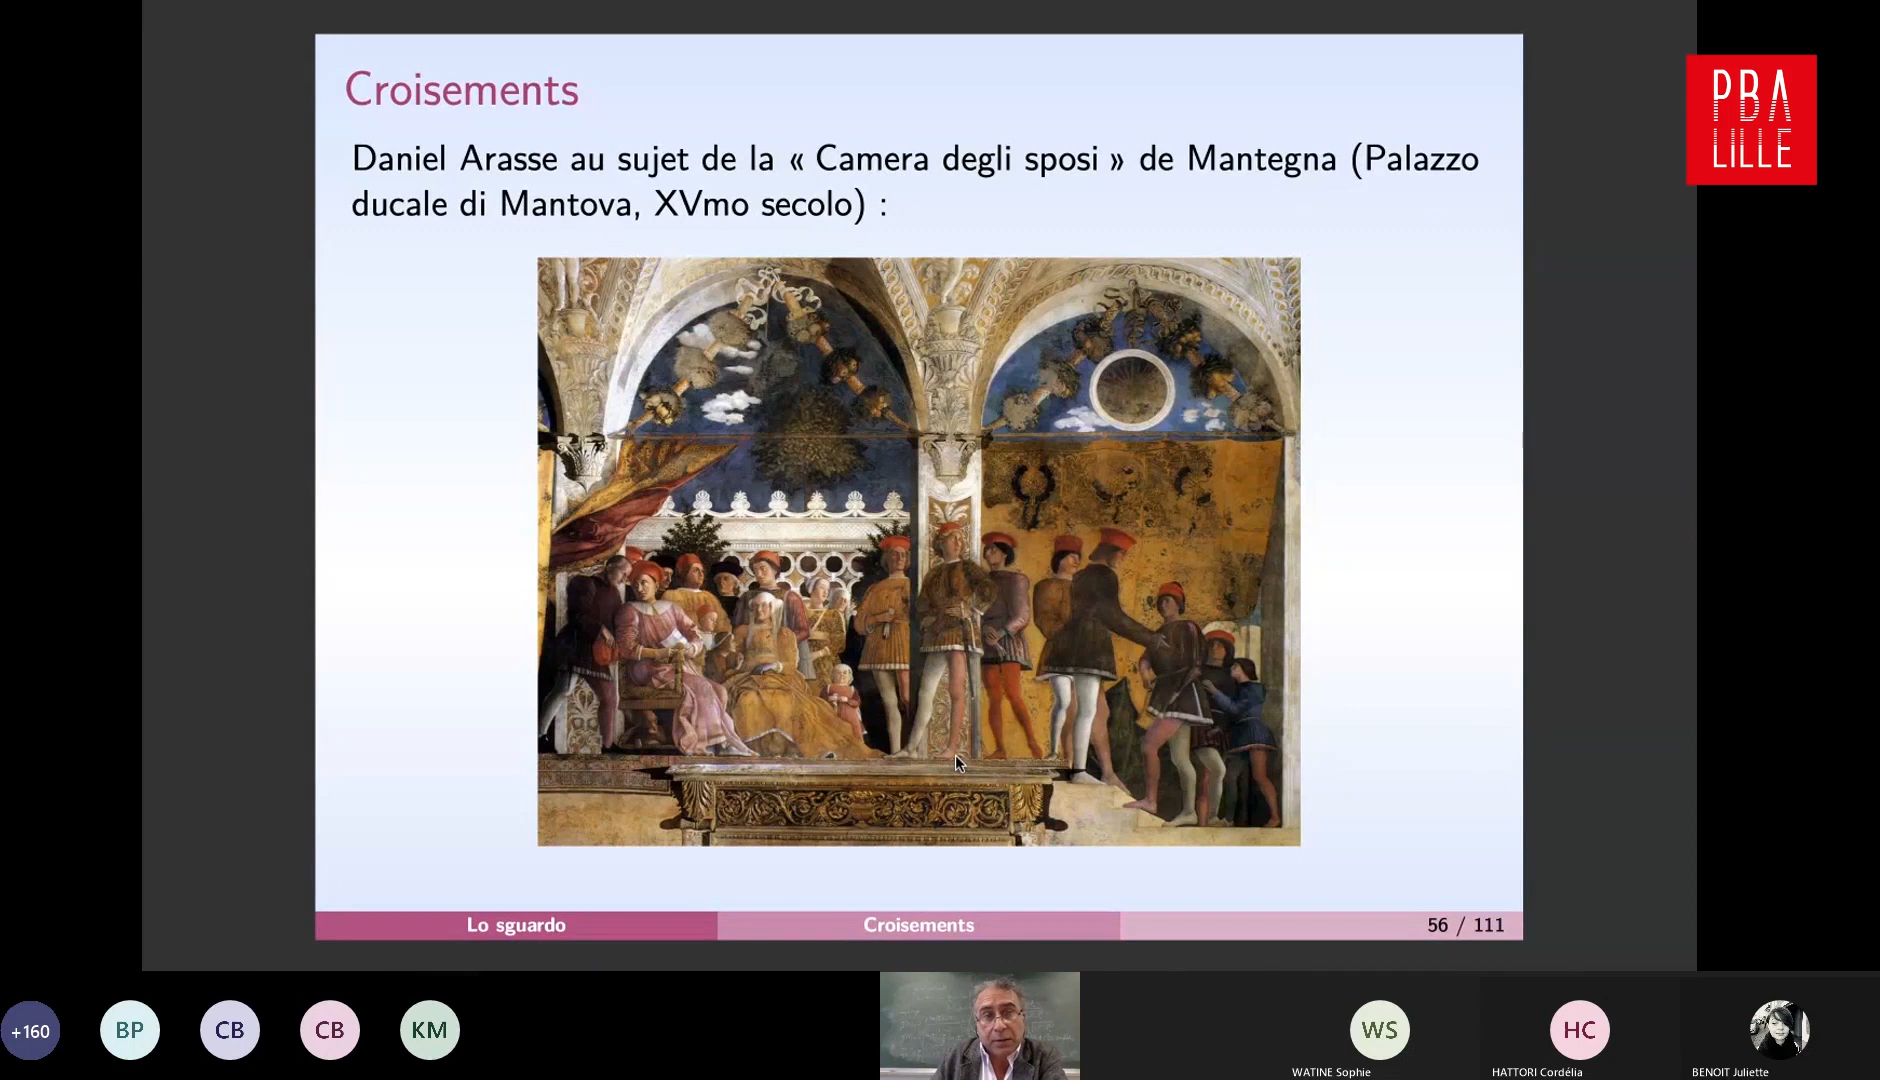 Croisements
Daniel Arasse au sujet de la « Camera degli sposi » de Mantegna (Palazzo
ducale di Mantova, XVmo secolo) :
PBA
LILLE
Lo sguardo
Croisements
56 / 111
+160
BP
CB
CB
KM
WS
HC
WATINE Sophie
HATTORI Cordélia
BENOIT Juliette